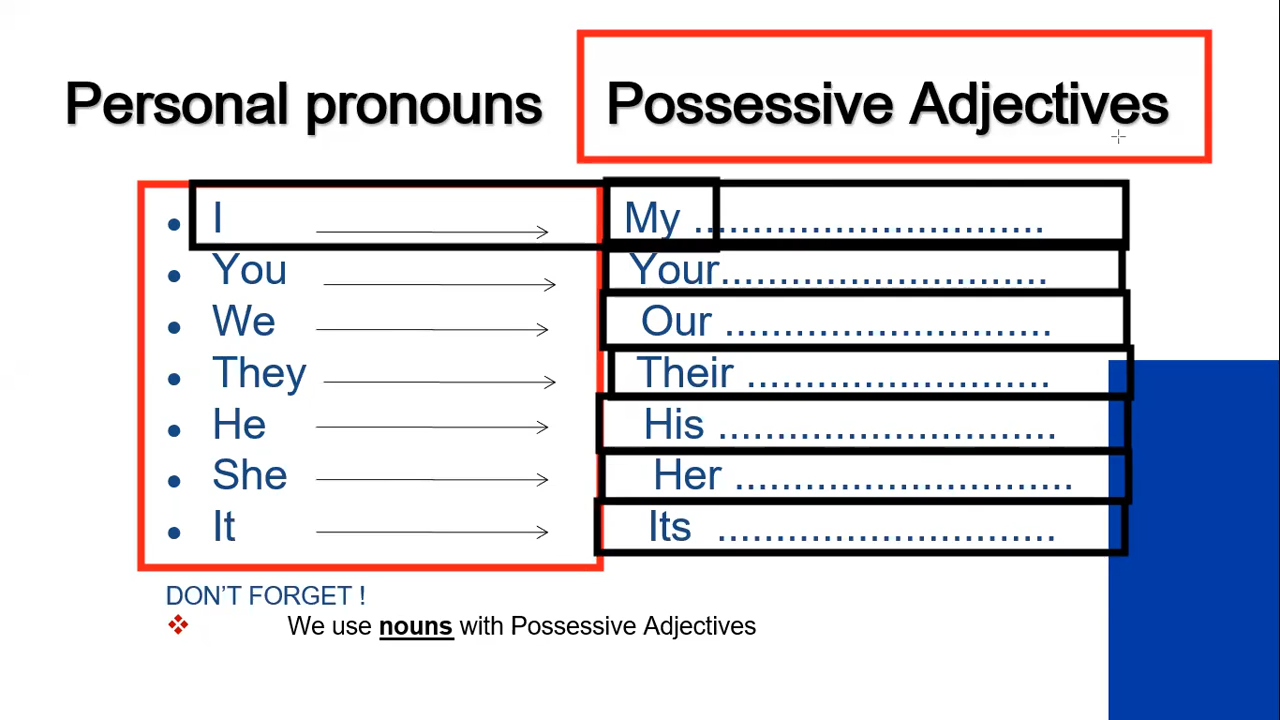 Personal pronouns Possessive Adjectives
• I My ..............................
• You Your............................
• We Our ............................
• They Their ..........................
• He His .............................
• She Her .............................
• It Its .............................
DON'T FORGET !
❖ We use nouns with Possessive Adjectives